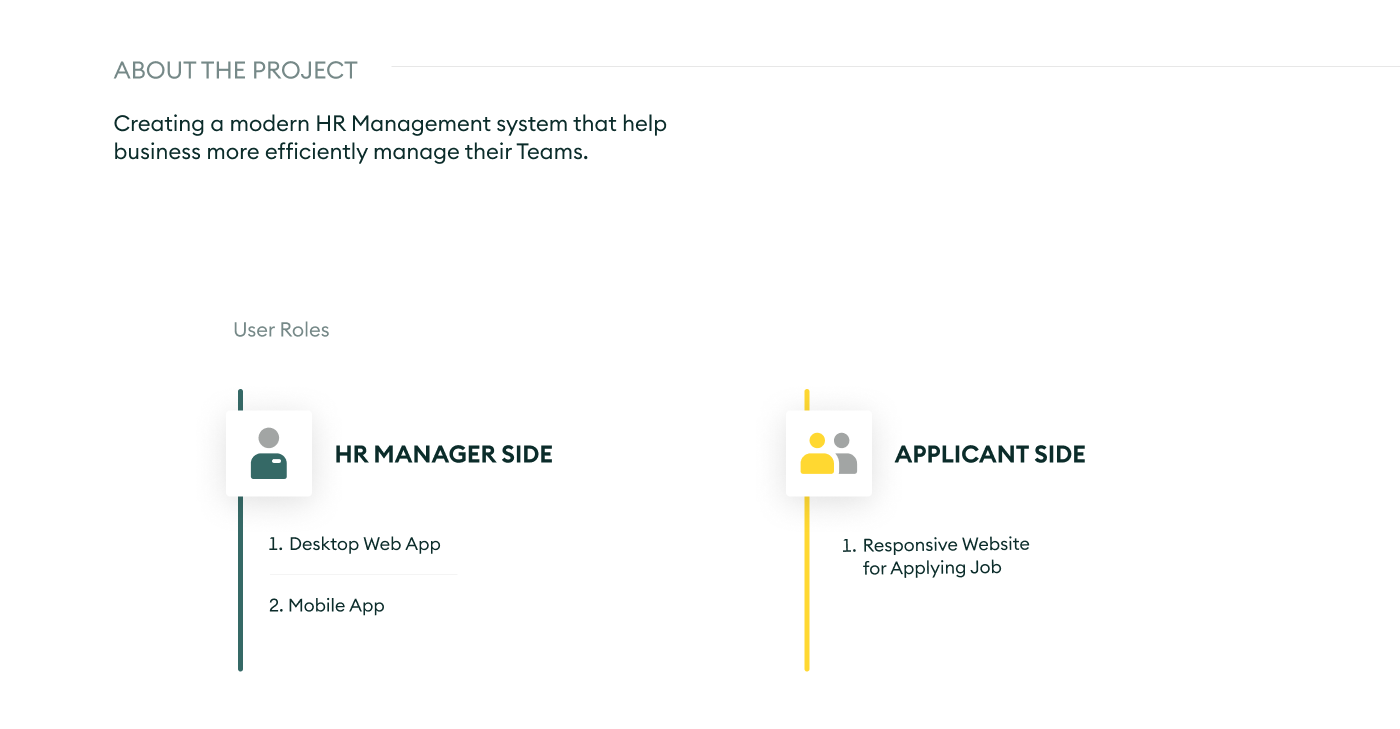 ABOUT THE PROJECT
Creating a modern HR Management system that help
business more efficiently manage their Teams.
User Roles
HR MANAGER SIDE
1. Desktop Web App
2. Mobile App
APPLICANT SIDE
1. Responsive Website
for Applying Job